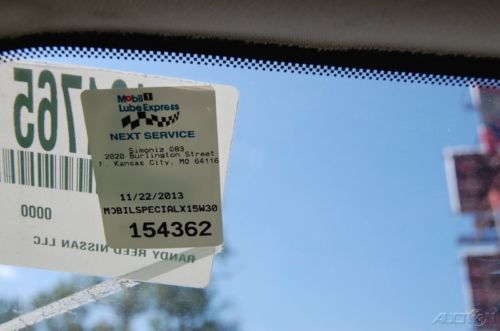 Mobil 1
Lube Express
NEXT SERVICE
Simoniz 083
2020 Burlington Street
. Kansas City, MO 64116
11/22/2013
MOBILSPECIALX15W30
154362
4765
0000
RANDY REED NISSAN LLC